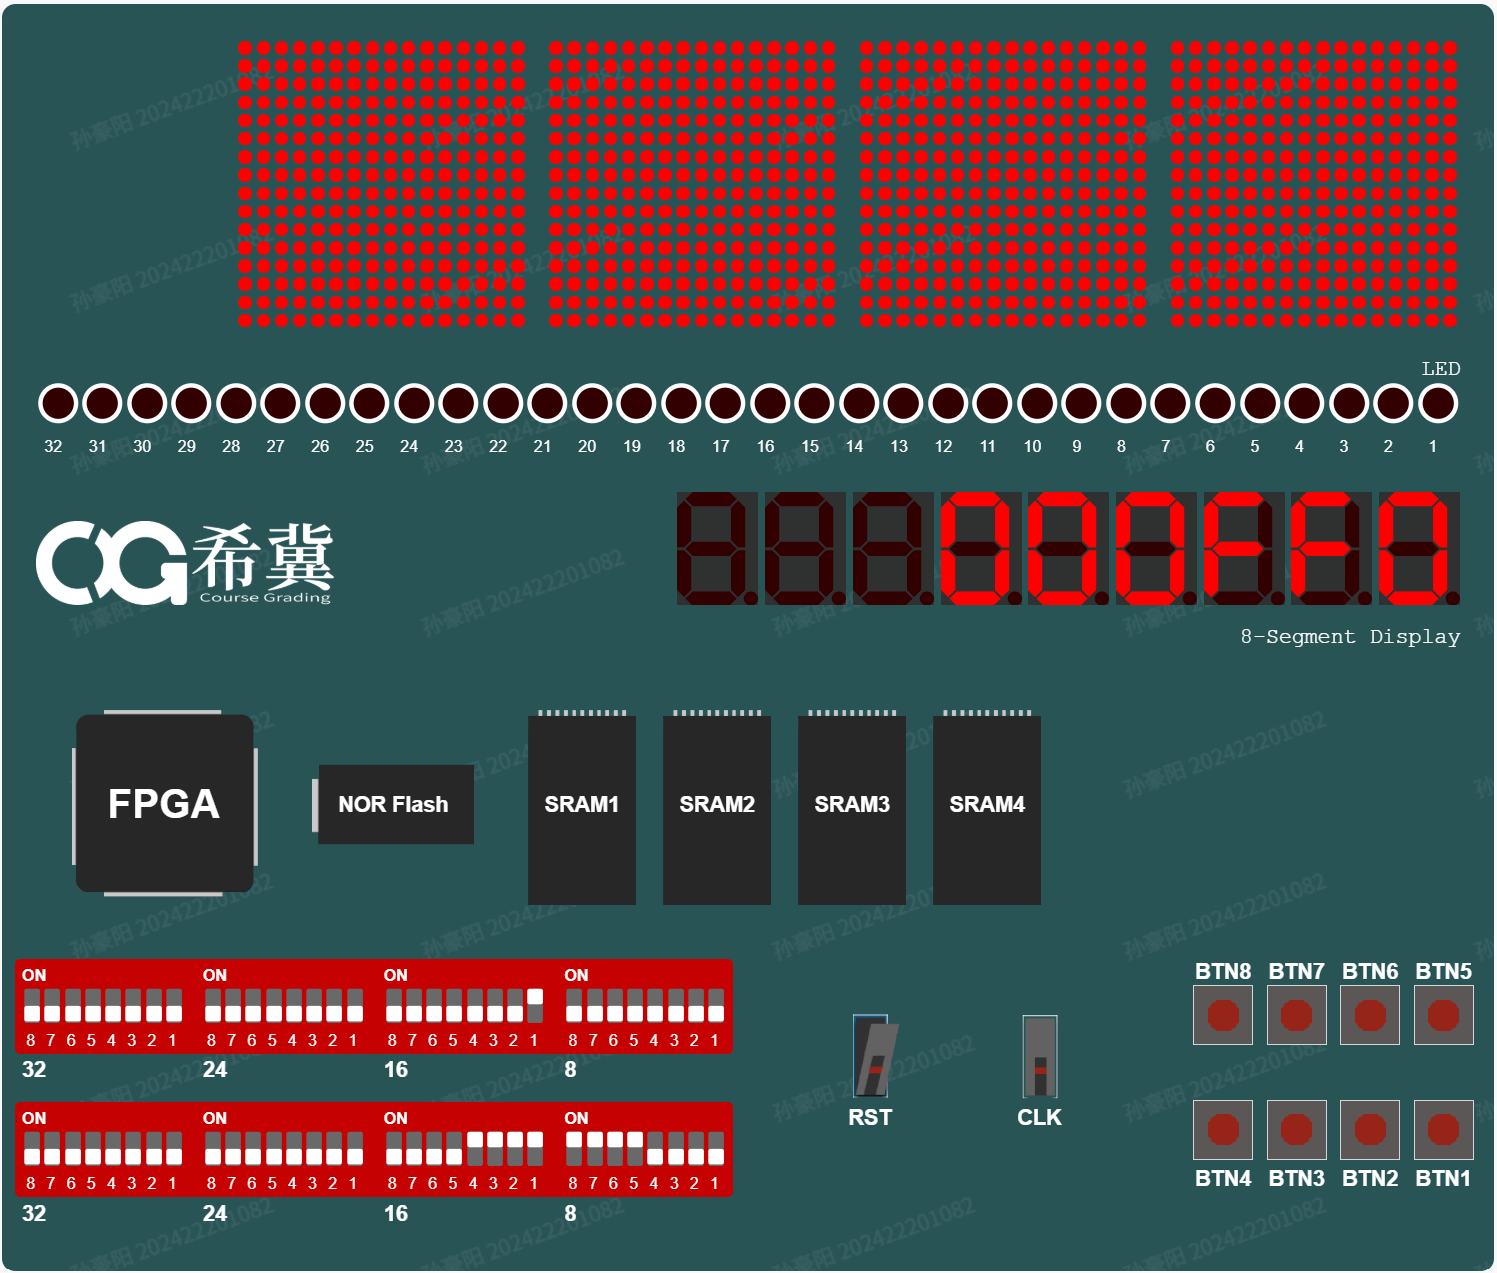 LED
32 31 30 29 28 27 26 25 24 23 22 21 20 19 18 17 16 15 14 13 12 11 10 9 8 7 6 5 4 3 2 1
CG 希冀
Course Grading
000FF0
8-Segment Display
FPGA
NOR Flash
SRAM1 SRAM2 SRAM3 SRAM4
ON ON ON ON
8 7 6 5 4 3 2 1 8 7 6 5 4 3 2 1 8 7 6 5 4 3 2 1 8 7 6 5 4 3 2 1
32 24 16 8
ON ON ON ON
8 7 6 5 4 3 2 1 8 7 6 5 4 3 2 1 8 7 6 5 4 3 2 1 8 7 6 5 4 3 2 1
32 24 16 8
RST CLK
BTN8 BTN7 BTN6 BTN5
BTN4 BTN3 BTN2 BTN1
孙豪阳 202422201082